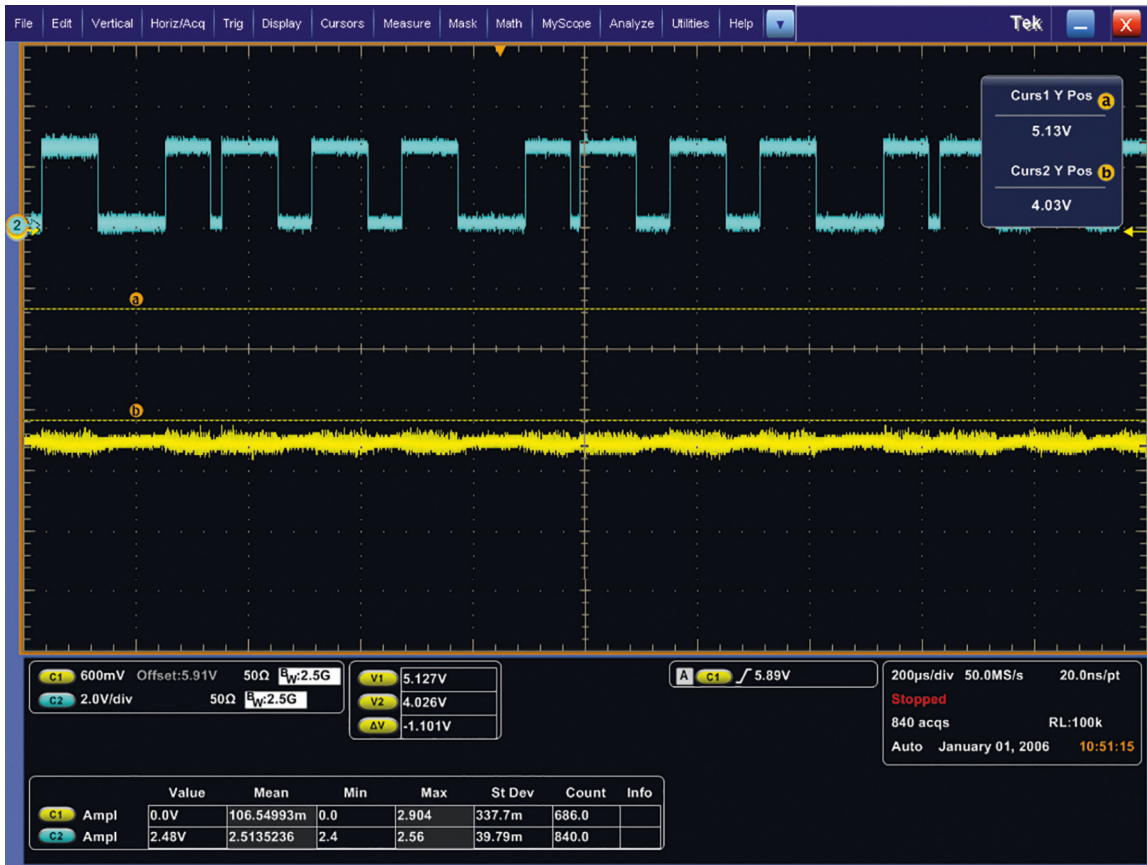 File Edit Vertical Horiz/Acq Trig Display Cursors Measure Mask Math MyScope Analyze Utilities Help Tek X
Curs1 Y Pos a
5.13V
Curs2 Y Pos b
4.03V
2
a
b
C1 600mV Offset:5.91V 50Ω BW:2.5G
C2 2.0V/div 50Ω BW:2.5G
V1 5.127V
V2 4.026V
ΔV -1.101V
A C1 5.89V
200µs/div 50.0MS/s 20.0ns/pt
Stopped
840 acqs RL:100k
Auto January 01, 2006 10:51:15
Value Mean Min Max St Dev Count Info
C1 Ampl 0.0V 106.54993m 0.0 2.904 337.7m 686.0
C2 Ampl 2.48V 2.5135236 2.4 2.56 39.79m 840.0